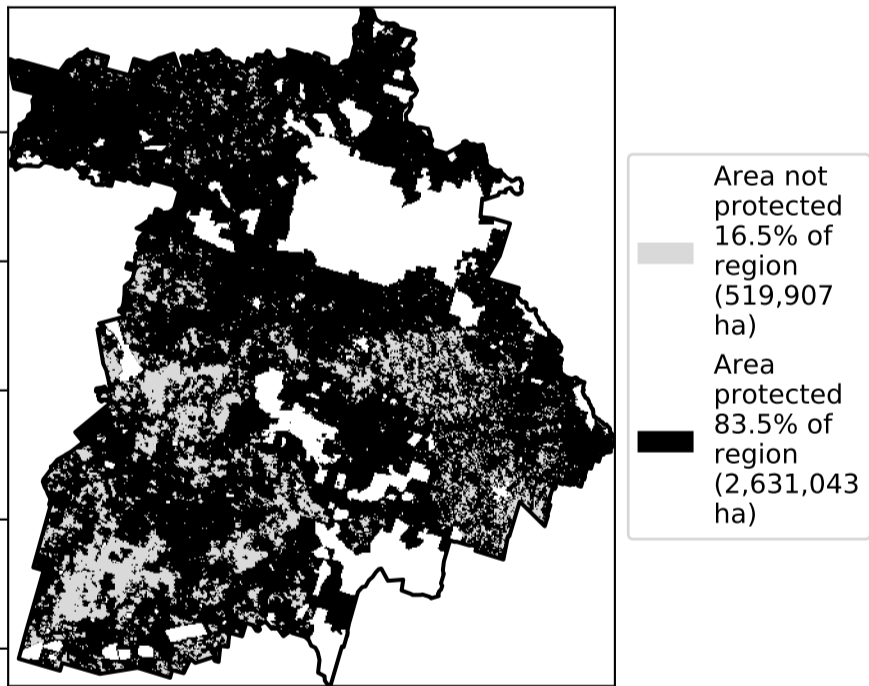 Area not
protected
16.5% of
region
(519,907
ha)
Area
protected
83.5% of
region
(2,631,043
ha)